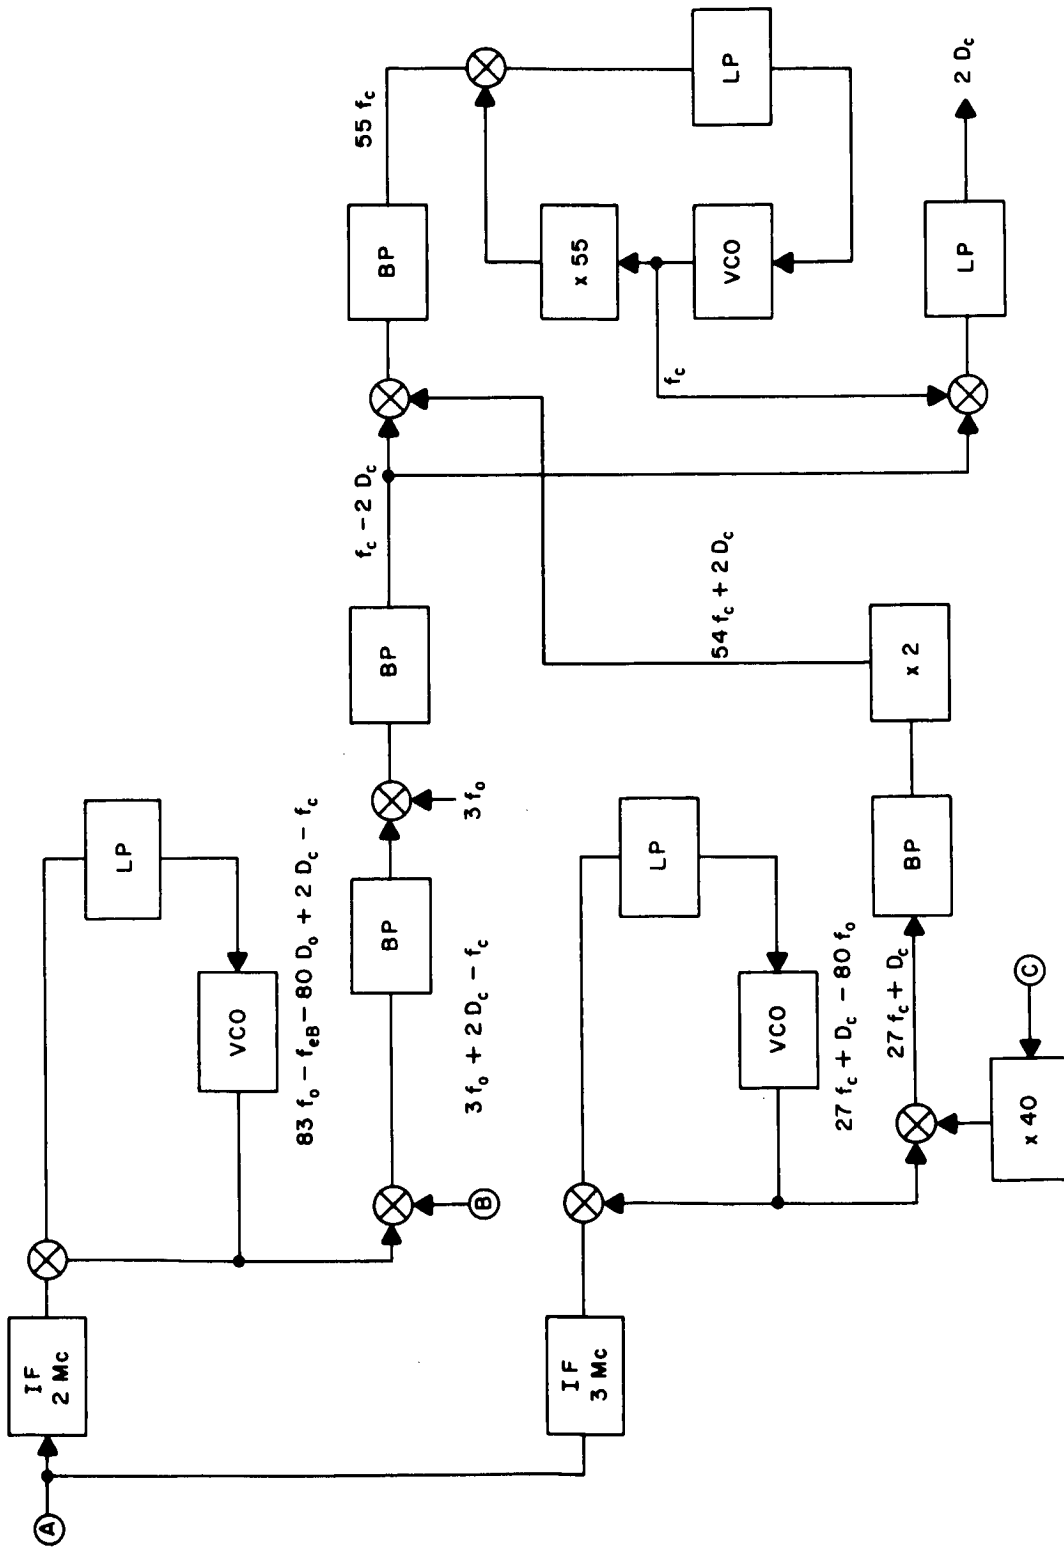 A
IF
2 Mc
LP
VCO
83 f₀ - f_eB - 80 D₀ + 2 D_c - f_c
B
BP
3 f₀ + 2 D_c - f_c
3 f₀
BP
f_c - 2 D_c
BP
55 f_c
LP
x 55
VCO
f_c
LP
2 D_c
IF
3 Mc
LP
VCO
27 f_c + D_c - 80 f₀
27 f_c + D_c
C
x 40
BP
x 2
54 f_c + 2 D_c